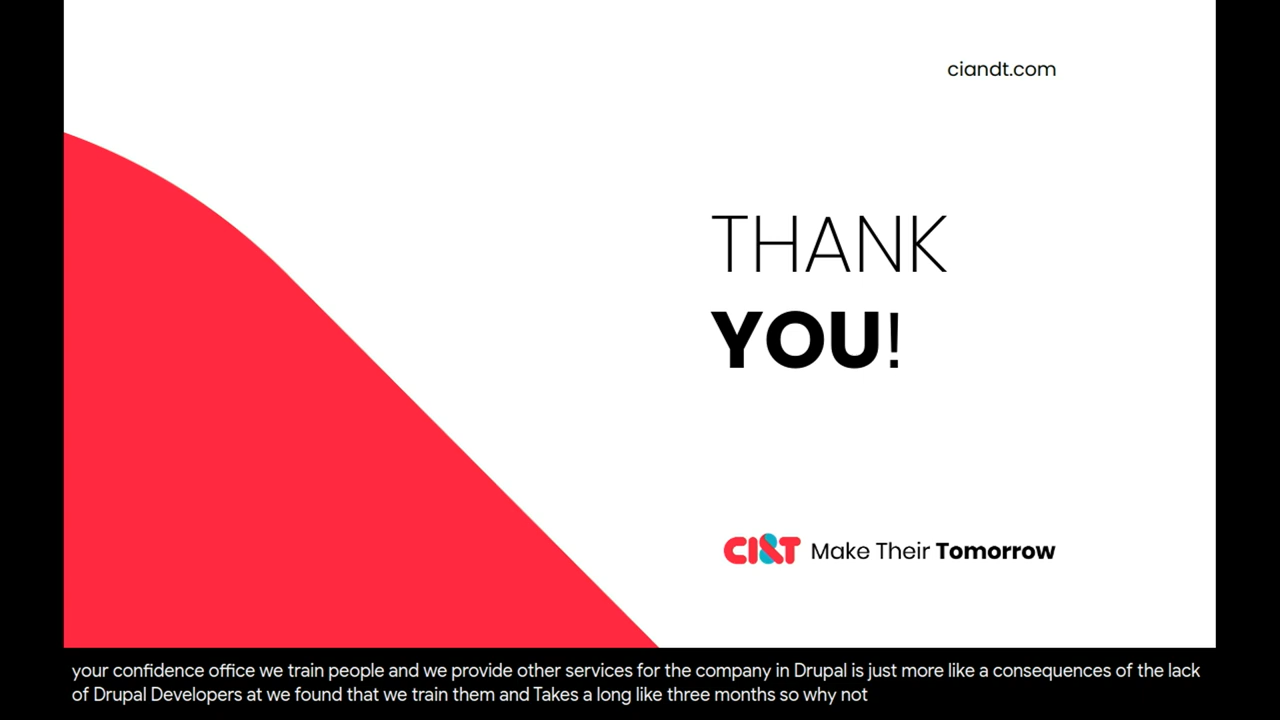 ciandt.com
THANK
YOU!
CI&T Make Their Tomorrow
your confidence office we train people and we provide other services for the company in Drupal is just more like a consequences of the lack
of Drupal Developers at we found that we train them and Takes a long like three months so why not